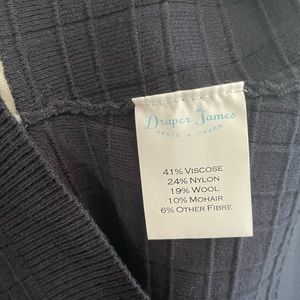 Draper James
GRACE & CHARM
41% VISCOSE
24% NYLON
19% WOOL
10% MOHAIR
6% OTHER FIBRE